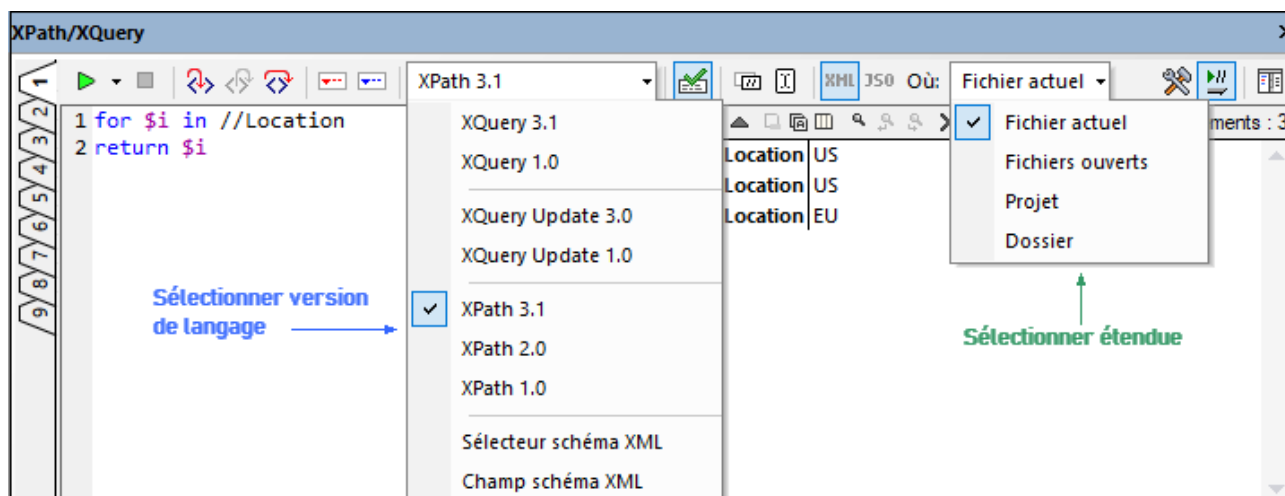 XPath/XQuery
XPath 3.1
XML
JSO
Où:
Fichier actuel
1
2
3
4
5
6
7
8
9
1 for $i in //Location
2 return $i
XQuery 3.1
XQuery 1.0
XQuery Update 3.0
XQuery Update 1.0
XPath 3.1
XPath 2.0
XPath 1.0
Sélecteur schéma XML
Champ schéma XML
Sélectionner version
de langage
ments : 3
Location US
Location US
Location EU
Fichier actuel
Fichiers ouverts
Projet
Dossier
Sélectionner étendue